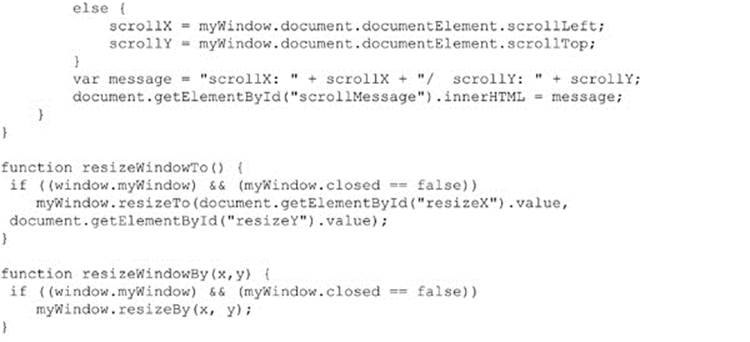 else {
scrollX = myWindow.document.documentElement.scrollLeft;
scrollY = myWindow.document.documentElement.scrollTop;
}
var message = "scrollX: " + scrollX + "/  scrollY: " + scrollY;
document.getElementById("scrollMessage").innerHTML = message;
}
}
function resizeWindowTo() {
if ((window.myWindow) && (myWindow.closed == false))
myWindow.resizeTo(document.getElementById("resizeX").value,
document.getElementById("resizeY").value);
}
function resizeWindowBy(x,y) {
if ((window.myWindow) && (myWindow.closed == false))
myWindow.resizeBy(x, y);
}